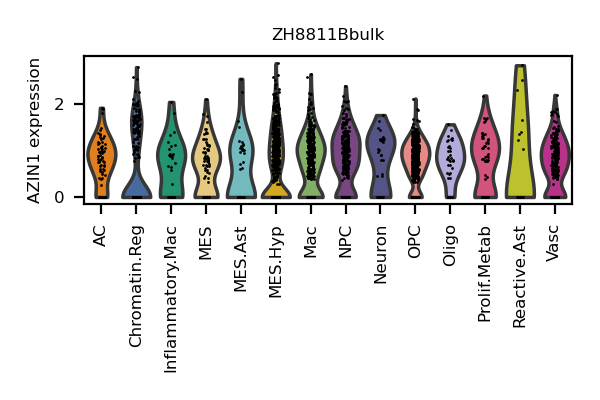 ZH8811Bbulk
AZIN1 expression
2
0
AC
Chromatin.Reg
Inflammatory.Mac
MES
MES.Ast
MES.Hyp
Mac
NPC
Neuron
OPC
Oligo
Prolif.Metab
Reactive.Ast
Vasc